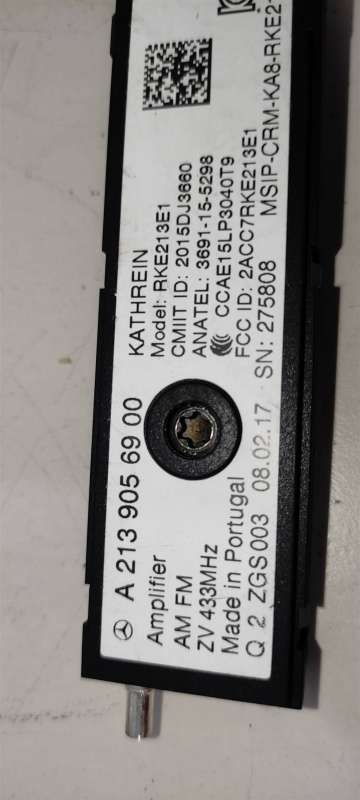 A 213 905 69 00
Amplifier
AM FM
ZV 433MHz
Made in Portugal
Q 2 ZGS003 08.02.17
KATHREIN
Model: RKE213E1
CMIIT ID: 2015DJ3660
ANATEL: 3691-15-5298
CCAE15LP3040T9
FCC ID: 2ACC7RKE213E1
SN: 275808 MSIP-CRM-KA8-RKE21